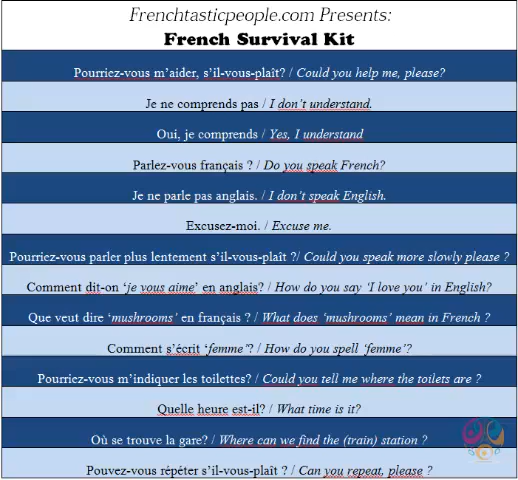 Frenchtasticpeople.com Presents:
French Survival Kit
Pourriez-vous m'aider, s'il-vous-plaît? / Could you help me, please?
Je ne comprends pas / I don't understand.
Oui, je comprends / Yes, I understand
Parlez-vous français ? / Do you speak French?
Je ne parle pas anglais. / I don't speak English.
Excusez-moi. / Excuse me.
Pourriez-vous parler plus lentement s'il-vous-plaît ?/ Could you speak more slowly please ?
Comment dit-on 'je vous aime' en anglais? / How do you say 'I love you' in English?
Que veut dire 'mushrooms' en français ? / What does 'mushrooms' mean in French ?
Comment s'écrit 'femme'? / How do you spell 'femme'?
Pourriez-vous m'indiquer les toilettes? / Could you tell me where the toilets are ?
Quelle heure est-il? / What time is it?
Où se trouve la gare? / Where can we find the (train) station ?
Pouvez-vous répéter s'il-vous-plaît ? / Can you repeat, please ?